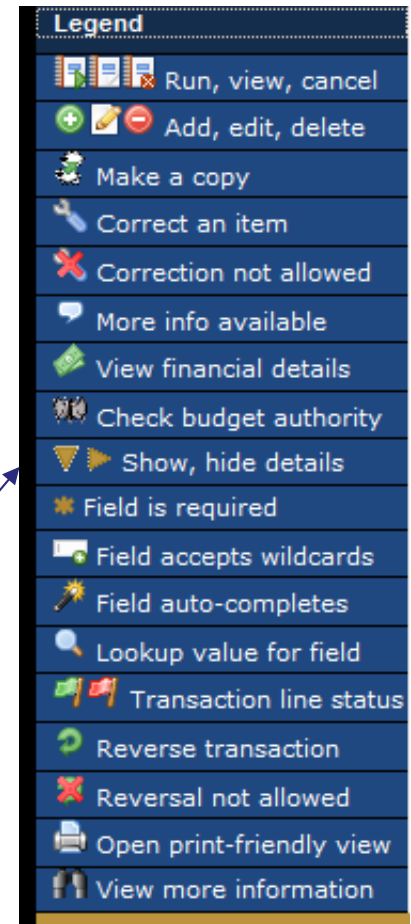 Legend
Run, view, cancel
Add, edit, delete
Make a copy
Correct an item
Correction not allowed
More info available
View financial details
Check budget authority
Show, hide details
Field is required
Field accepts wildcards
Field auto-completes
Lookup value for field
Transaction line status
Reverse transaction
Reversal not allowed
Open print-friendly view
View more information